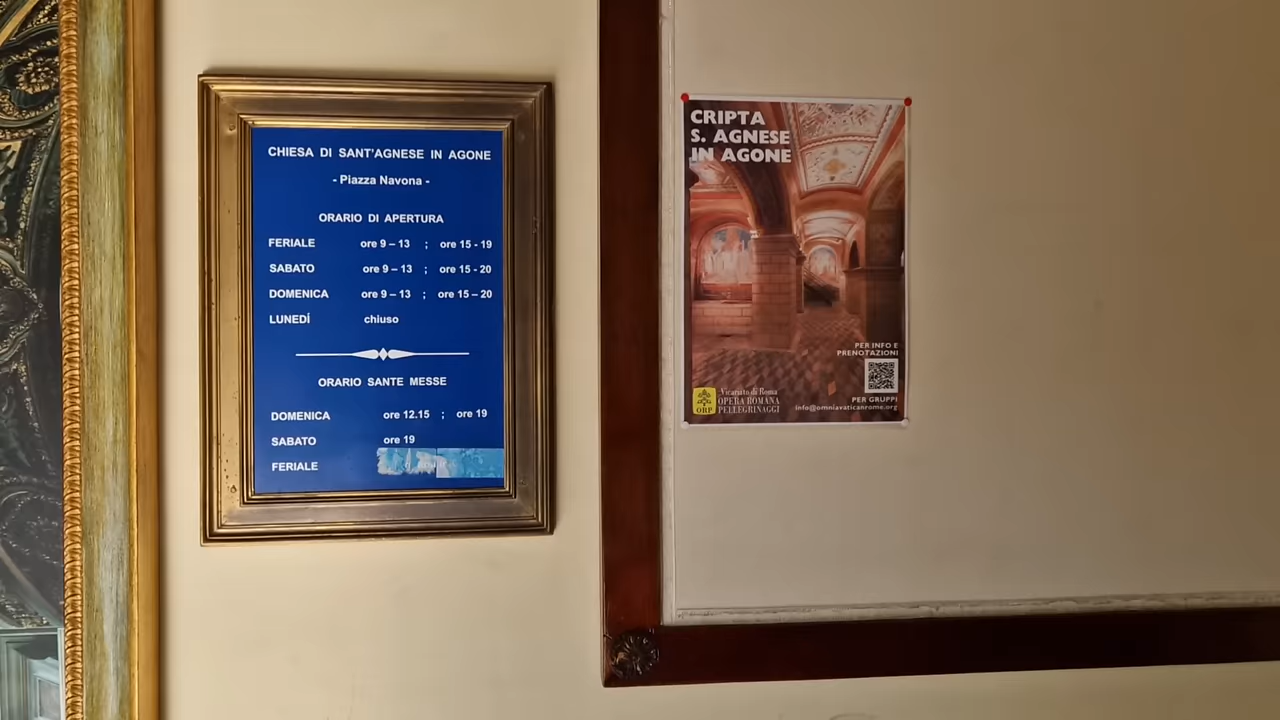 CHIESA DI SANT'AGNESE IN AGONE
- Piazza Navona -
ORARIO DI APERTURA
FERIALE ore 9 – 13 ; ore 15 - 19
SABATO ore 9 – 13 ; ore 15 - 20
DOMENICA ore 9 – 13 ; ore 15 – 20
LUNEDÍ chiuso
ORARIO SANTE MESSE
DOMENICA ore 12.15 ; ore 19
SABATO ore 19
FERIALE
CRIPTA
S. AGNESE
IN AGONE
PER INFO E
PRENOTAZIONI
PER GRUPPI
info@omniavaticanrome.org
ORP
Vicariato di Roma
OPERA ROMANA
PELLEGRINAGGI